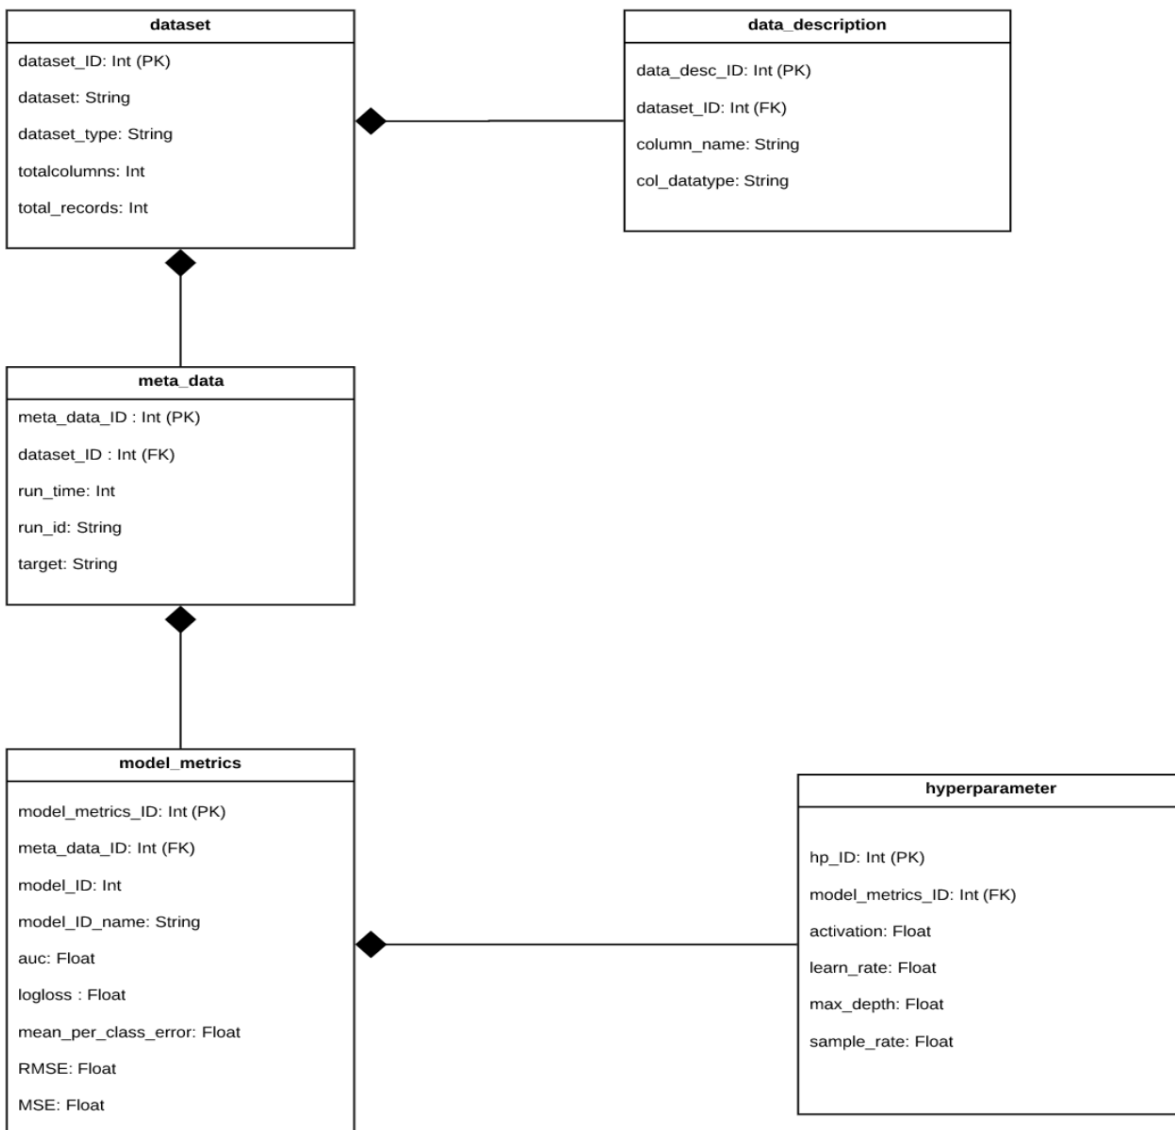 dataset
dataset_ID: Int (PK)
dataset: String
dataset_type: String
totalcolumns: Int
total_records: Int
data_description
data_desc_ID: Int (PK)
dataset_ID: Int (FK)
column_name: String
col_datatype: String
meta_data
meta_data_ID : Int (PK)
dataset_ID : Int (FK)
run_time: Int
run_id: String
target: String
model_metrics
model_metrics_ID: Int (PK)
meta_data_ID: Int (FK)
model_ID: Int
model_ID_name: String
auc: Float
logloss : Float
mean_per_class_error: Float
RMSE: Float
MSE: Float
hyperparameter
hp_ID: Int (PK)
model_metrics_ID: Int (FK)
activation: Float
learn_rate: Float
max_depth: Float
sample_rate: Float